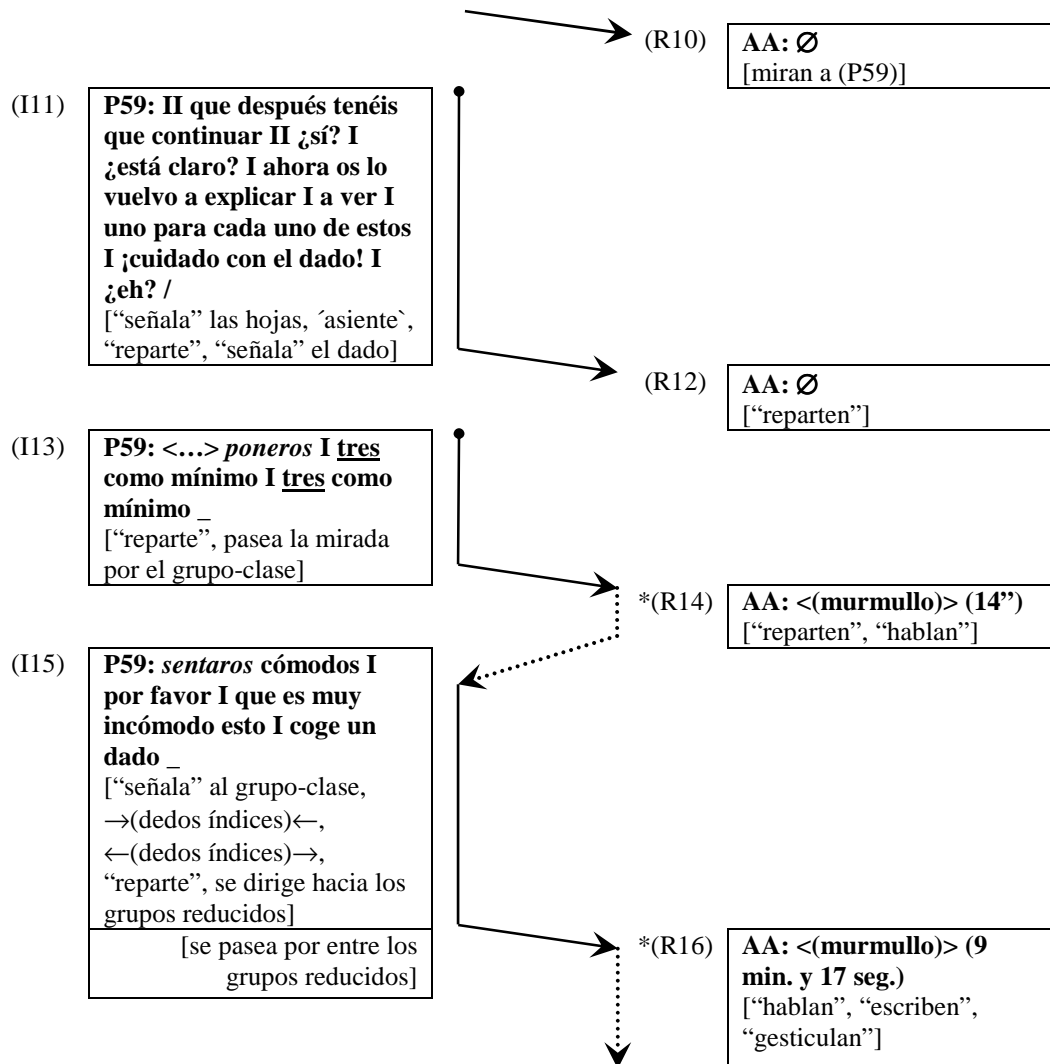 (R10) AA: Ø
[miran a (P59)]
(I11) P59: II que después tenéis
que continuar II ¿sí? I
¿está claro? I ahora os lo
vuelvo a explicar I a ver I
uno para cada uno de estos
I ¡cuidado con el dado! I
¿eh? /
[“señala” las hojas, ´asiente`,
“reparte”, “señala” el dado]
(R12) AA: Ø
[“reparten”]
(I13) P59: <…> poneros I tres
como mínimo I tres como
mínimo _
[“reparte”, pasea la mirada
por el grupo-clase]
*(R14) AA: <(murmullo)> (14”)
[“reparten”, “hablan”]
(I15) P59: sentaros cómodos I
por favor I que es muy
incómodo esto I coge un
dado _
[“señala” al grupo-clase,
→(dedos índices)←,
←(dedos índices)→,
“reparte”, se dirige hacia los
grupos reducidos]
[se pasea por entre los
grupos reducidos]
*(R16) AA: <(murmullo)> (9
min. y 17 seg.)
[“hablan”, “escriben”,
“gesticulan”]